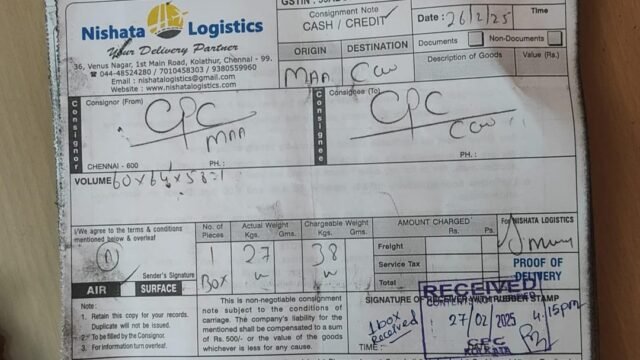 Nishata Logistics
Your Delivery Partner
36, Venus Nagar, 1st Main Road, Kolathur, Chennai - 99.
☎ 044-48524280 / 7010458303 / 9380559960
Email : nishatalogistics@gmail.com
Website : www.nishatalogistics.com
GSTIN :
Consignment Note
CASH / CREDIT
Date : 26/2/25
Time
ORIGIN
DESTINATION
MAA
Documents
Non-Documents
Description of Goods
Value (Rs.)
Consignor
Consignor (From)
CPC
MAA
CHENNAI - 600
PH. :
Consignee
Consignee (To)
CPC
PH. :
VOLUME 60x64x58=1
I/We agree to the terms & conditions
mentioned below & overleaf
Sender's Signature
AIR
SURFACE
No. of
Pieces
1
Box
Actual Weight
Kgs. Gms.
27
Chargeable Weight
Kgs. Gms.
38
AMOUNT CHARGED
Rs. Ps.
Freight
Service Tax
Total
For NISHATA LOGISTICS
PROOF OF
DELIVERY
Note :
1. Retain this copy for your records.
Duplicate will not be issued.
2. To be filled by the Consignor.
3. For information turn overleaf.
This is non-negotiable consignment
note subject to the conditions of
carriage. The company's liability for
the mentioned shall be compensated to a sum
of Rs. 500/- or the value of the goods
whichever is less for any cause.
SIGNATURE OF RECEIVER WITH RUBBER STAMP
1 box
received
TIME :
RECEIVED
27 02 2025
4.15pm
CPC